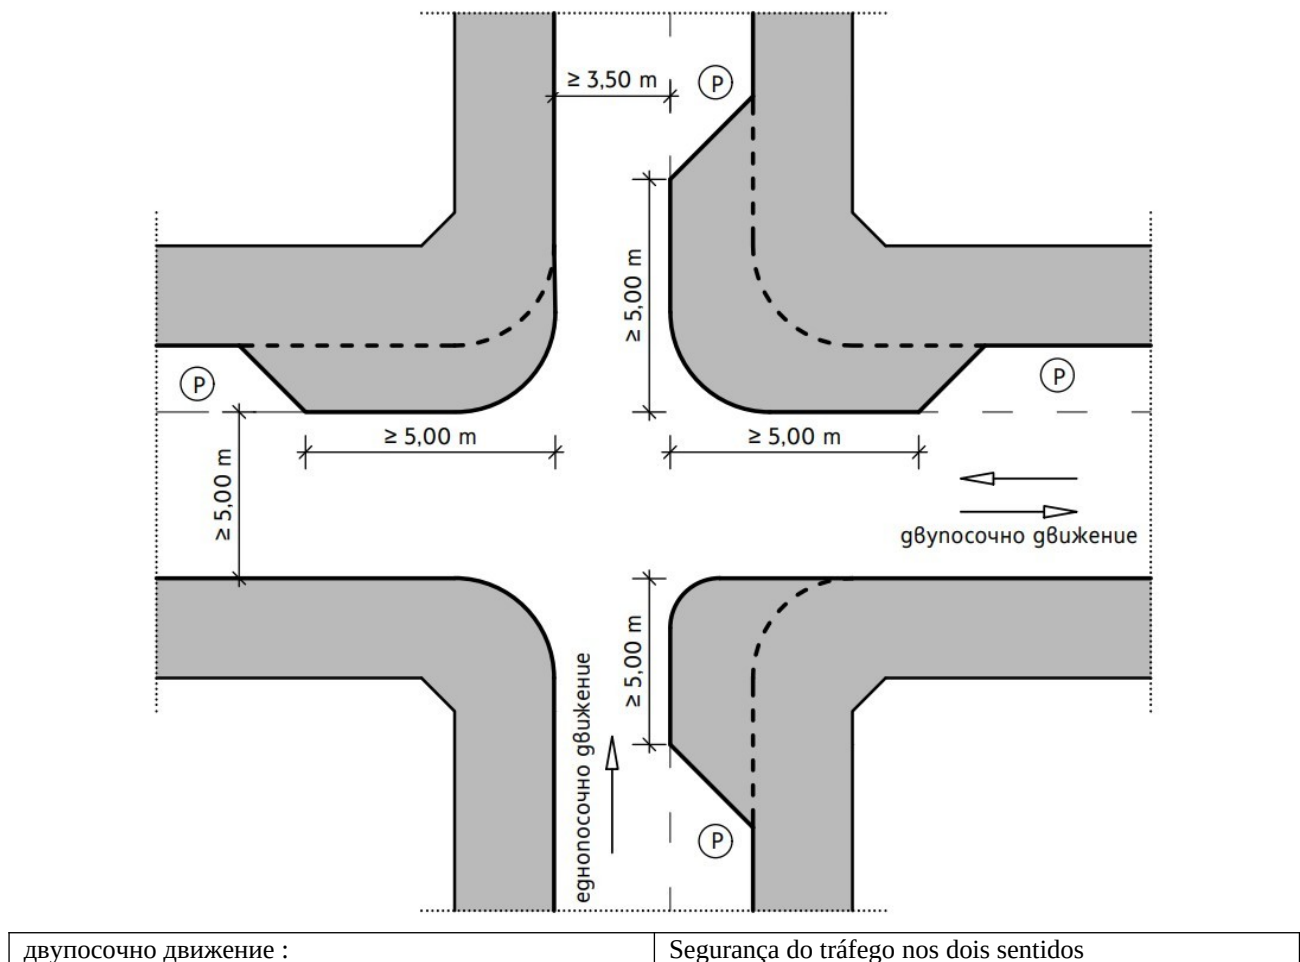 ≥ 3,50 m
P
≥ 5,00 m
P
P
≥ 5,00 m
≥ 5,00 m
≥ 5,00 m
двупосочно движение
≥ 5,00 m
еднопосочно движение
P
двупосочно движение :
Segurança do tráfego nos dois sentidos